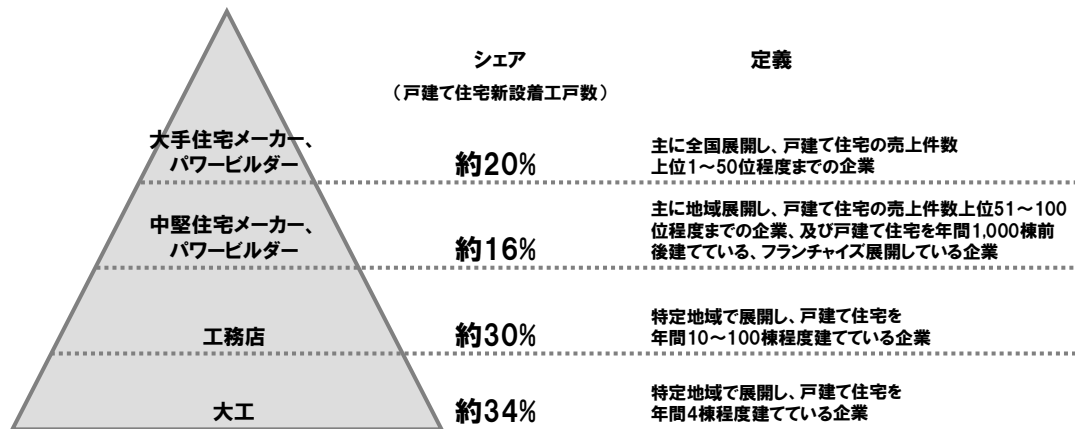 シェア
定義
（戸建て住宅新設着工戸数）
大手住宅メーカー、
パワービルダー
約20%
主に全国展開し、戸建て住宅の売上件数
上位1～50位程度までの企業
中堅住宅メーカー、
パワービルダー
約16%
主に地域展開し、戸建て住宅の売上件数上位51～100
位程度までの企業、及び戸建て住宅を年間1,000棟前
後建てている、フランチャイズ展開している企業
工務店
約30%
特定地域で展開し、戸建て住宅を
年間10～100棟程度建てている企業
大工
約34%
特定地域で展開し、戸建て住宅を
年間4棟程度建てている企業